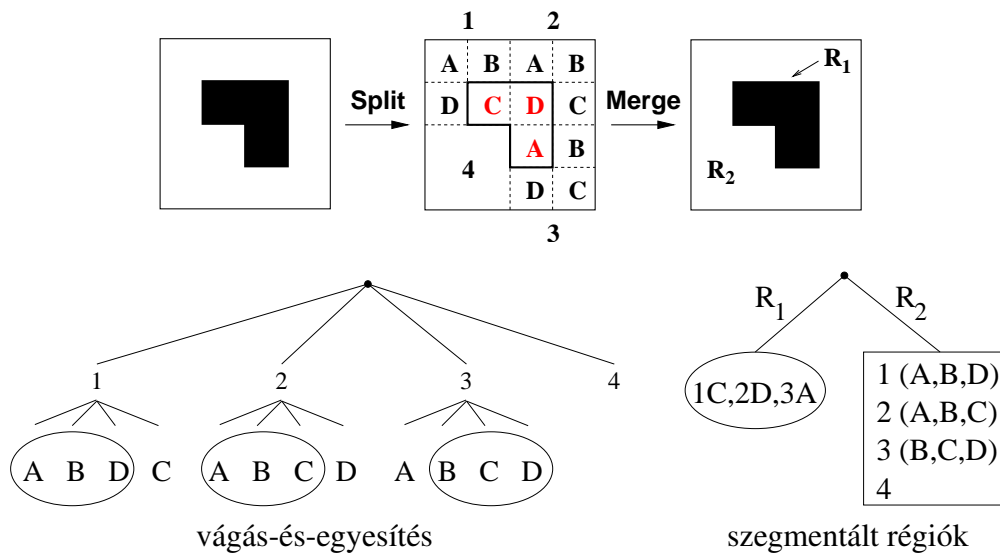 1 2
A B A B
R₁
Split
D C D C
Merge
A B
4
R₂
D C
3
R₁ R₂
1 2 3 4
1 (A,B,D)
1C,2D,3A
2 (A,B,C)
3 (B,C,D)
A B D C A B C D A B C D
4
vágás-és-egyesítés
szegmentált régiók